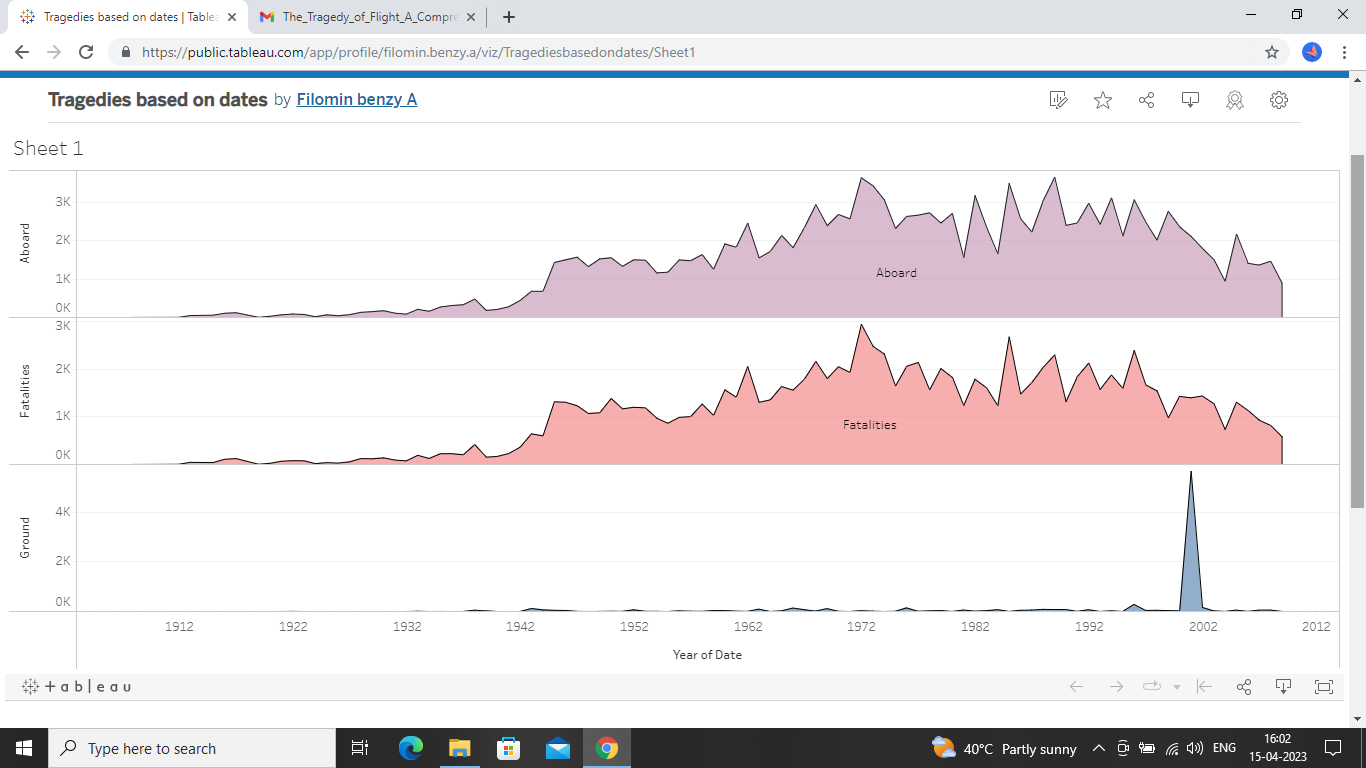 Tragedies based on dates | Tablea
The_Tragedy_of_Flight_A_Compre
https://public.tableau.com/app/profile/filomin.benzy.a/viz/Tragediesbasedondates/Sheet1
Tragedies based on dates by Filomin benzy A
Sheet 1
Aboard
3K
2K
1K
0K
Aboard
Fatalities
3K
2K
1K
0K
Fatalities
Ground
4K
2K
0K
1912 1922 1932 1942 1952 1962 1972 1982 1992 2002 2012
Year of Date
+ableau
Type here to search
40°C Partly sunny
ENG
16:02
15-04-2023